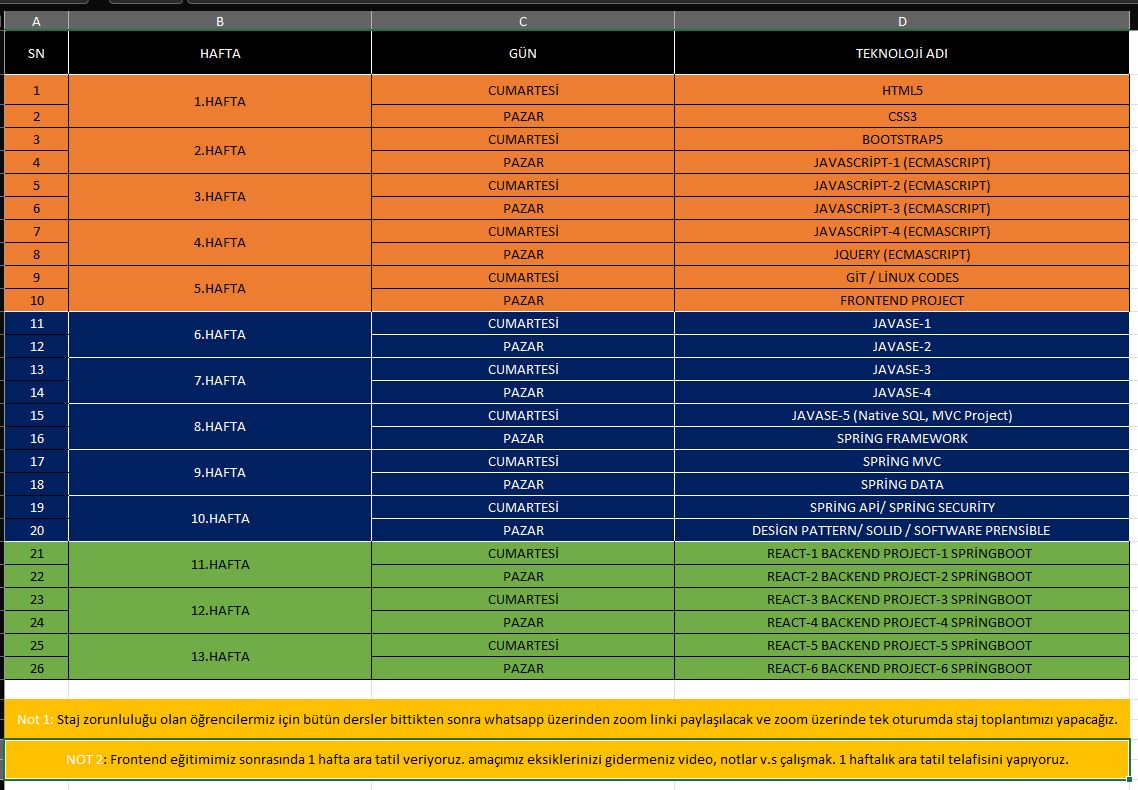 A B C D
SN HAFTA GÜN TEKNOLOJİ ADI
1 1.HAFTA CUMARTESİ HTML5
2 PAZAR CSS3
3 2.HAFTA CUMARTESİ BOOTSTRAP5
4 PAZAR JAVASCRİPT-1 (ECMASCRIPT)
5 3.HAFTA CUMARTESİ JAVASCRİPT-2 (ECMASCRIPT)
6 PAZAR JAVASCRİPT-3 (ECMASCRIPT)
7 4.HAFTA CUMARTESİ JAVASCRİPT-4 (ECMASCRIPT)
8 PAZAR JQUERY (ECMASCRIPT)
9 5.HAFTA CUMARTESİ GİT / LİNUX CODES
10 PAZAR FRONTEND PROJECT
11 6.HAFTA CUMARTESİ JAVASE-1
12 PAZAR JAVASE-2
13 7.HAFTA CUMARTESİ JAVASE-3
14 PAZAR JAVASE-4
15 8.HAFTA CUMARTESİ JAVASE-5 (Native SQL, MVC Project)
16 PAZAR SPRİNG FRAMEWORK
17 9.HAFTA CUMARTESİ SPRİNG MVC
18 PAZAR SPRİNG DATA
19 10.HAFTA CUMARTESİ SPRİNG APİ/ SPRİNG SECURİTY
20 PAZAR DESİGN PATTERN/ SOLID / SOFTWARE PRENSİBLE
21 11.HAFTA CUMARTESİ REACT-1 BACKEND PROJECT-1 SPRİNGBOOT
22 PAZAR REACT-2 BACKEND PROJECT-2 SPRİNGBOOT
23 12.HAFTA CUMARTESİ REACT-3 BACKEND PROJECT-3 SPRİNGBOOT
24 PAZAR REACT-4 BACKEND PROJECT-4 SPRİNGBOOT
25 13.HAFTA CUMARTESİ REACT-5 BACKEND PROJECT-5 SPRİNGBOOT
26 PAZAR REACT-6 BACKEND PROJECT-6 SPRİNGBOOT
Not 1: Staj zorunluluğu olan öğrencilermiz için bütün dersler bittikten sonra whatsapp üzerinden zoom linki paylaşılacak ve zoom üzerinde tek oturumda staj toplantımızı yapacağız.
NOT 2: Frontend eğitimimiz sonrasında 1 hafta ara tatil veriyoruz. amaçımız eksiklerinizi gidermeniz video, notlar v.s çalışmak. 1 haftalık ara tatil telafisini yapıyoruz.